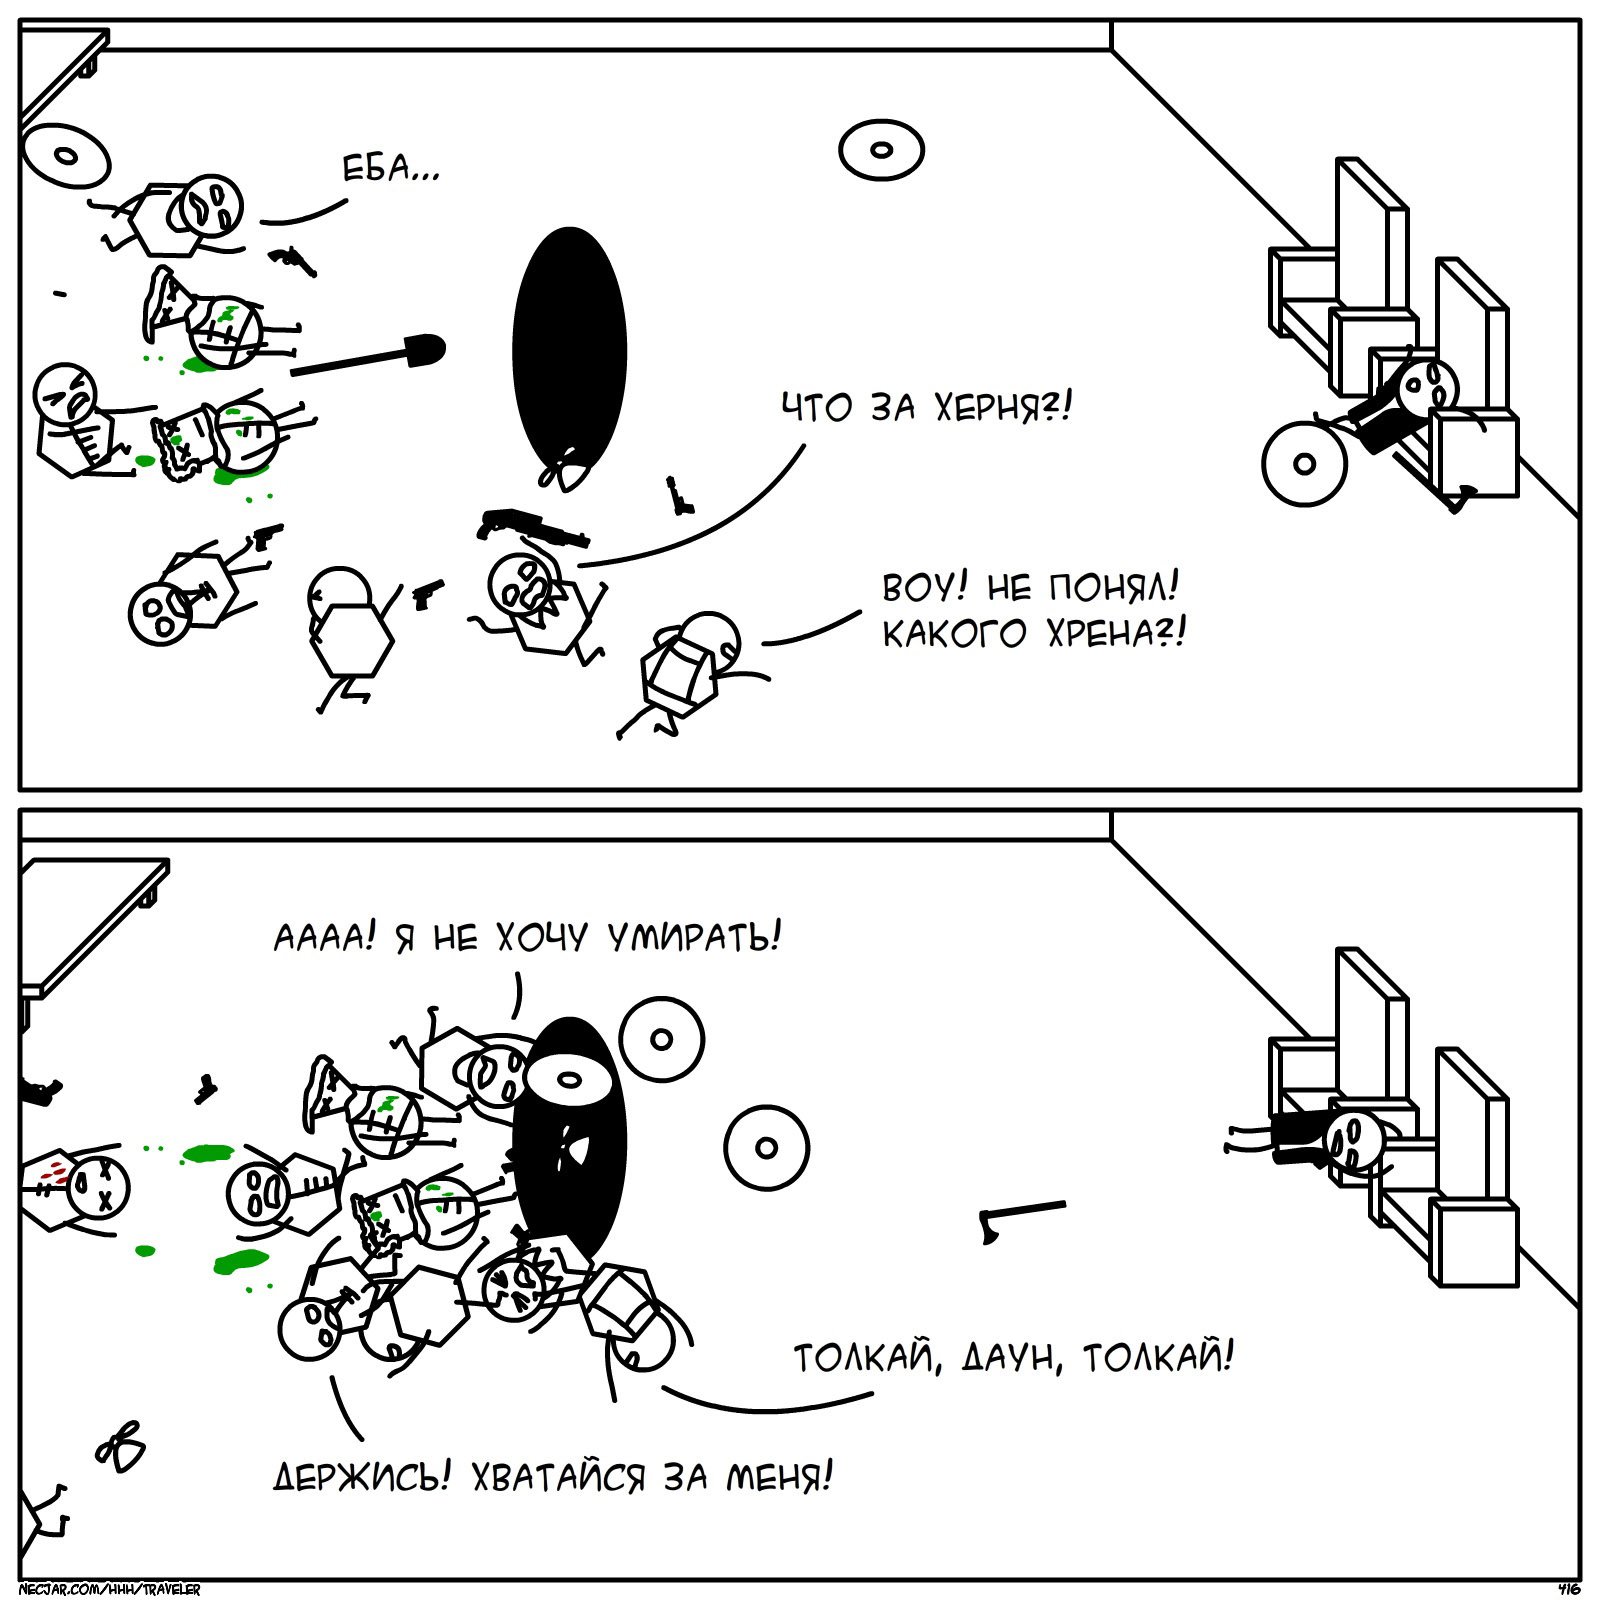 ЕБА...
ЧТО ЗА ХЕРНЯ?!
ВОУ! НЕ ПОНЯЛ!
КАКОГО ХРЕНА?!
АААА! Я НЕ ХОЧУ УМИРАТЬ!
ТОЛКАЙ, ДАУН, ТОЛКАЙ!
ДЕРЖИСЬ! ХВАТАЙСЯ ЗА МЕНЯ!
NECJAR.COM/HHH/TRAVELER
416